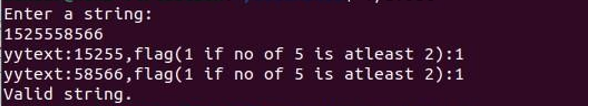 Enter a string:
1525558566
yytext:15255,flag(1 if no of 5 is atleast 2):1
yytext:58566,flag(1 if no of 5 is atleast 2):1
Valid string.